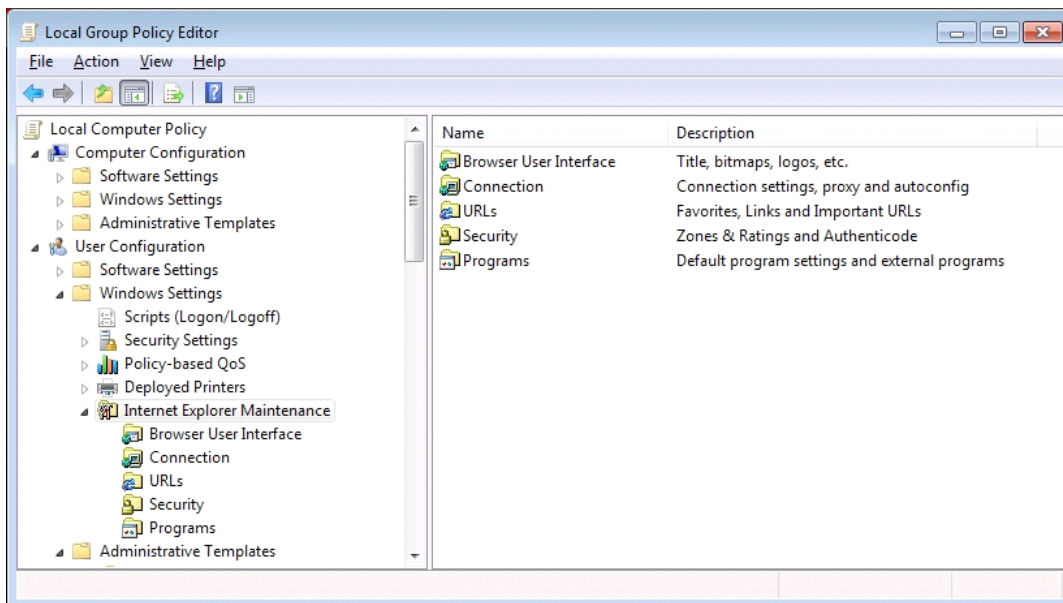 Local Group Policy Editor
File Action View Help
Local Computer Policy
Computer Configuration
Software Settings
Windows Settings
Administrative Templates
User Configuration
Software Settings
Windows Settings
Scripts (Logon/Logoff)
Security Settings
Policy-based QoS
Deployed Printers
Internet Explorer Maintenance
Browser User Interface
Connection
URLs
Security
Programs
Administrative Templates
Name Description
Browser User Interface Title, bitmaps, logos, etc.
Connection Connection settings, proxy and autoconfig
URLs Favorites, Links and Important URLs
Security Zones & Ratings and Authenticode
Programs Default program settings and external programs